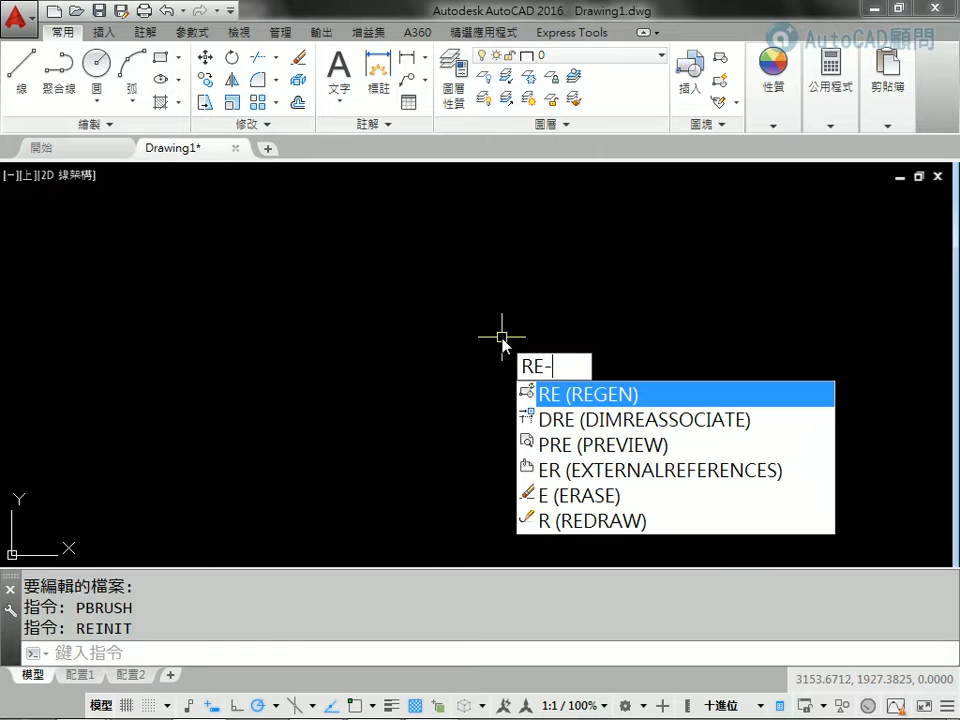 Autodesk AutoCAD 2016 Drawing1.dwg
常用 插入 註解 參數式 檢視 管理 輸出 增益集 A360 精選應用程式 Express Tools
AutoCAD顧問
0
線 聚合線 圓 弧 文字 標註 圖層性質 插入 性質 公用程式 剪貼簿
繪製 修改 註解 圖層 圖塊
開始 Drawing1*
[−][上][2D 線架構]
RE-
RE (REGEN)
DRE (DIMREASSOCIATE)
PRE (PREVIEW)
ER (EXTERNALREFERENCES)
E (ERASE)
R (REDRAW)
Y
X
要編輯的檔案:
指令: PBRUSH
指令: REINIT
鍵入指令
模型 配置1 配置2 +
3153.6712, 1927.3825, 0.0000
模型 1:1 / 100% 十進位